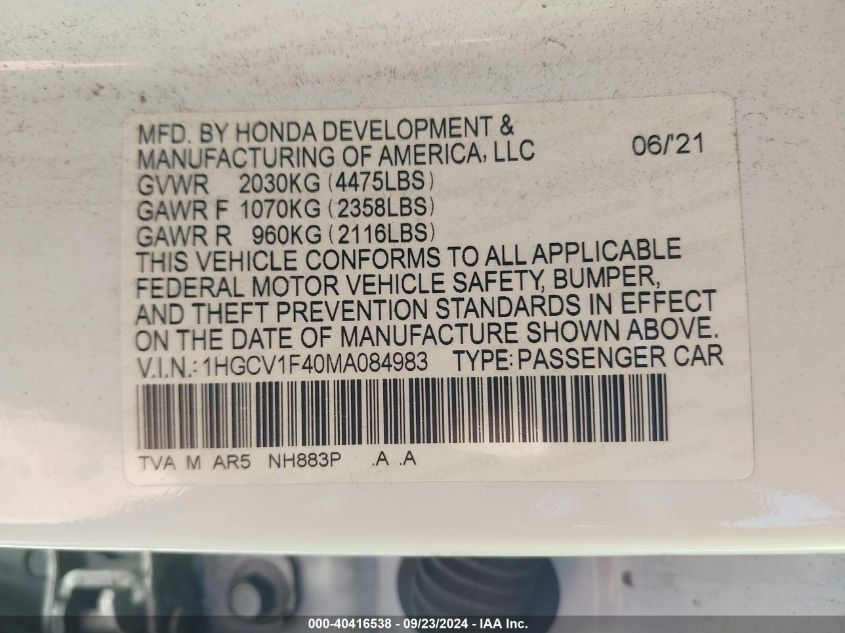 MFD. BY HONDA DEVELOPMENT &
MANUFACTURING OF AMERICA, LLC 06/'21
GVWR 2030KG (4475LBS)
GAWR F 1070KG (2358LBS)
GAWR R 960KG (2116LBS)
THIS VEHICLE CONFORMS TO ALL APPLICABLE
FEDERAL MOTOR VEHICLE SAFETY, BUMPER,
AND THEFT PREVENTION STANDARDS IN EFFECT
ON THE DATE OF MANUFACTURE SHOWN ABOVE.
V.I.N.: 1HGCV1F40MA084983 TYPE: PASSENGER CAR
TVA M AR5 NH883P .A .A
000-40416538 - 09/23/2024 - IAA Inc.